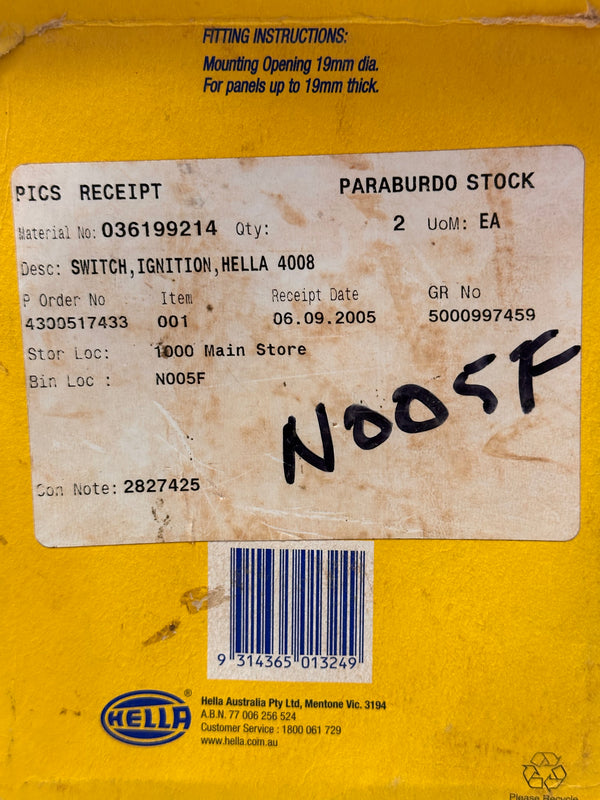 FITTING INSTRUCTIONS:
Mounting Opening 19mm dia.
For panels up to 19mm thick.
PICS RECEIPT PARABURDO STOCK
Material No: 036199214 Qty: 2 UoM: EA
Desc: SWITCH,IGNITION,HELLA 4008
P Order No Item Receipt Date GR No
4300517433 001 06.09.2005 5000997459
Stor Loc: 1000 Main Store
Bin Loc : N005F
N005F
Con Note: 2827425
9 314365 013249
HELLA ®
Hella Australia Pty Ltd, Mentone Vic. 3194
A.B.N. 77 006 256 524
Customer Service : 1800 061 729
www.hella.com.au
Please Recycle